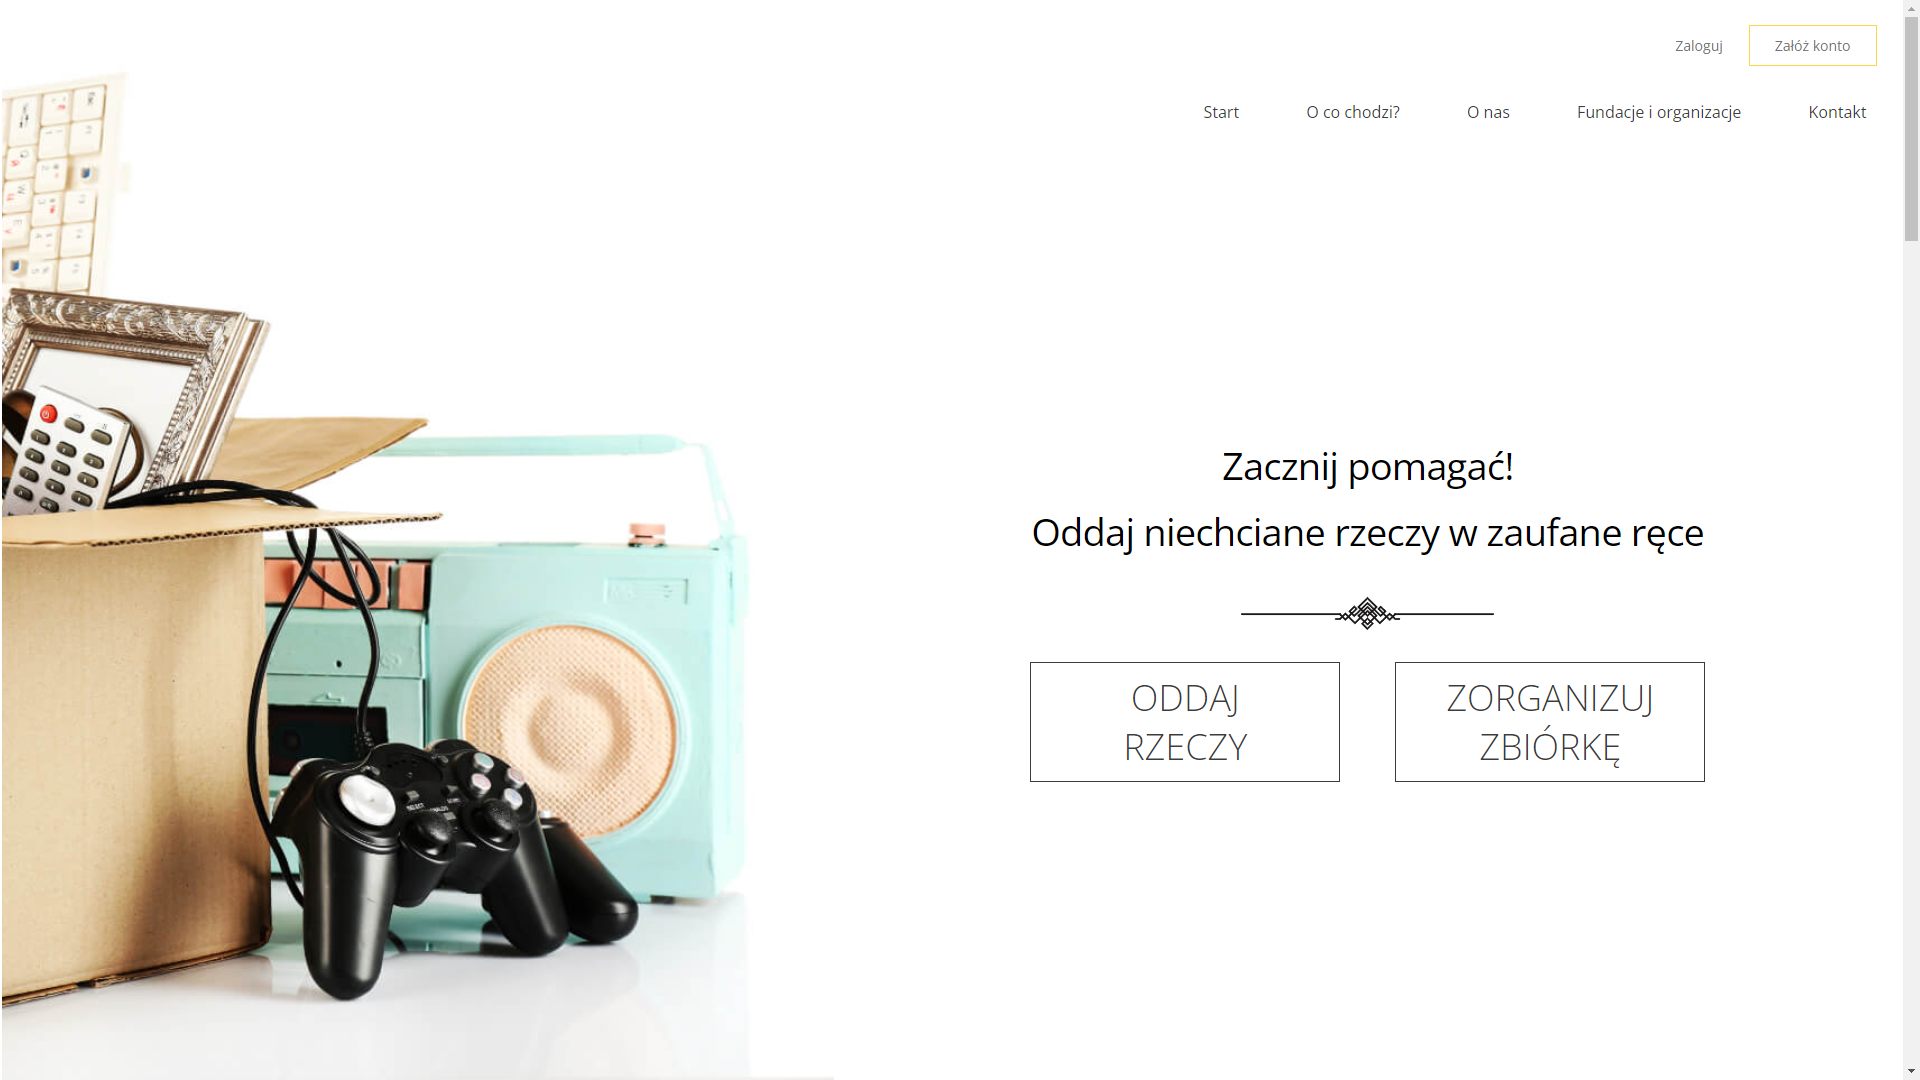 Zaloguj
Załóż konto
Start
O co chodzi?
O nas
Fundacje i organizacje
Kontakt
Zacznij pomagać!
Oddaj niechciane rzeczy w zaufane ręce
ODDAJ
RZECZY
ZORGANIZUJ
ZBIÓRKĘ